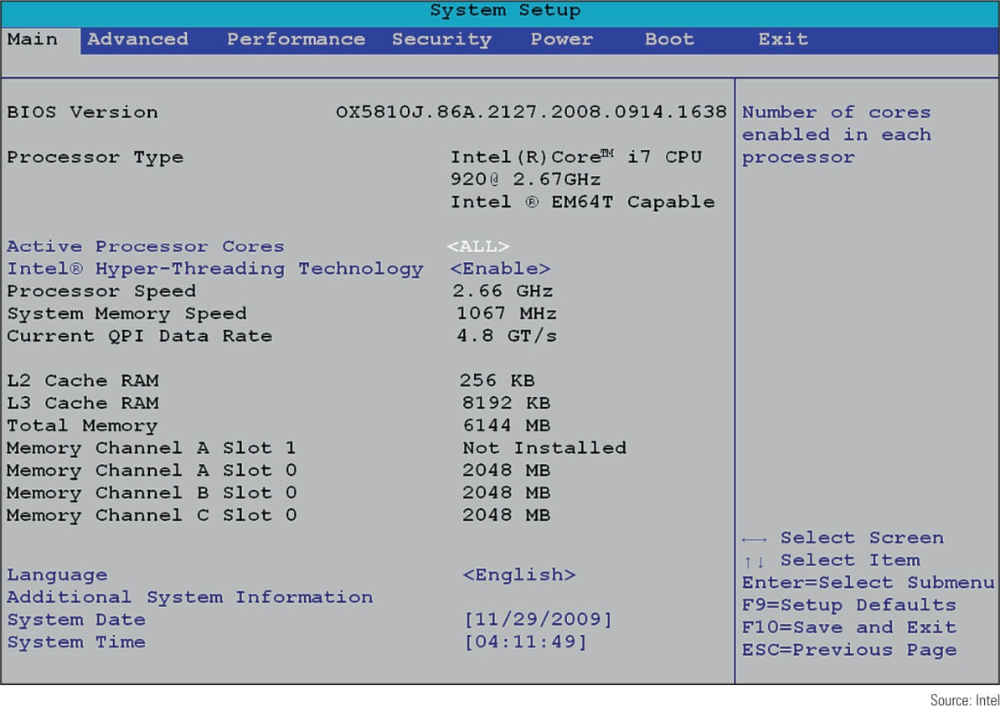 System Setup
Main Advanced Performance Security Power Boot Exit
BIOS Version OX5810J.86A.2127.2008.0914.1638
Processor Type Intel(R)Core™ i7 CPU
920@ 2.67GHz
Intel ® EM64T Capable
Active Processor Cores <ALL>
Intel® Hyper-Threading Technology <Enable>
Processor Speed 2.66 GHz
System Memory Speed 1067 MHz
Current QPI Data Rate 4.8 GT/s
L2 Cache RAM 256 KB
L3 Cache RAM 8192 KB
Total Memory 6144 MB
Memory Channel A Slot 1 Not Installed
Memory Channel A Slot 0 2048 MB
Memory Channel B Slot 0 2048 MB
Memory Channel C Slot 0 2048 MB
Language <English>
Additional System Information
System Date [11/29/2009]
System Time [04:11:49]
Number of cores
enabled in each
processor
←→ Select Screen
↑↓ Select Item
Enter=Select Submenu
F9=Setup Defaults
F10=Save and Exit
ESC=Previous Page
Source: Intel